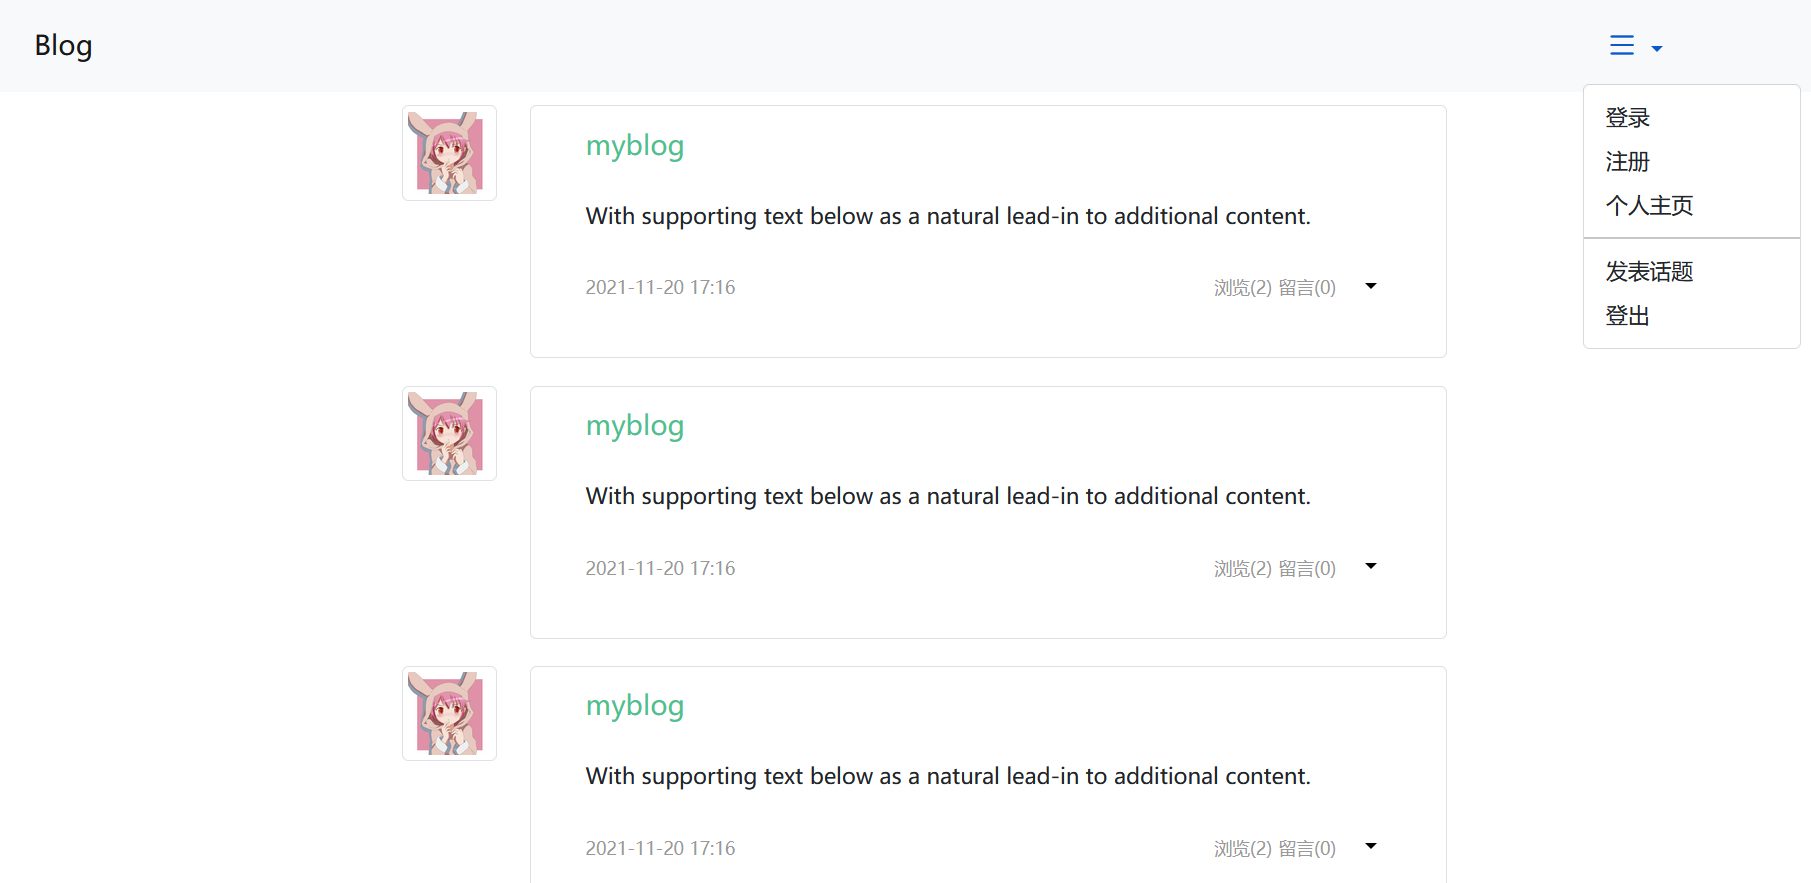 Blog
登录
注册
个人主页
发表话题
登出
myblog
With supporting text below as a natural lead-in to additional content.
2021-11-20 17:16 浏览(2) 留言(0)
myblog
With supporting text below as a natural lead-in to additional content.
2021-11-20 17:16 浏览(2) 留言(0)
myblog
With supporting text below as a natural lead-in to additional content.
2021-11-20 17:16 浏览(2) 留言(0)